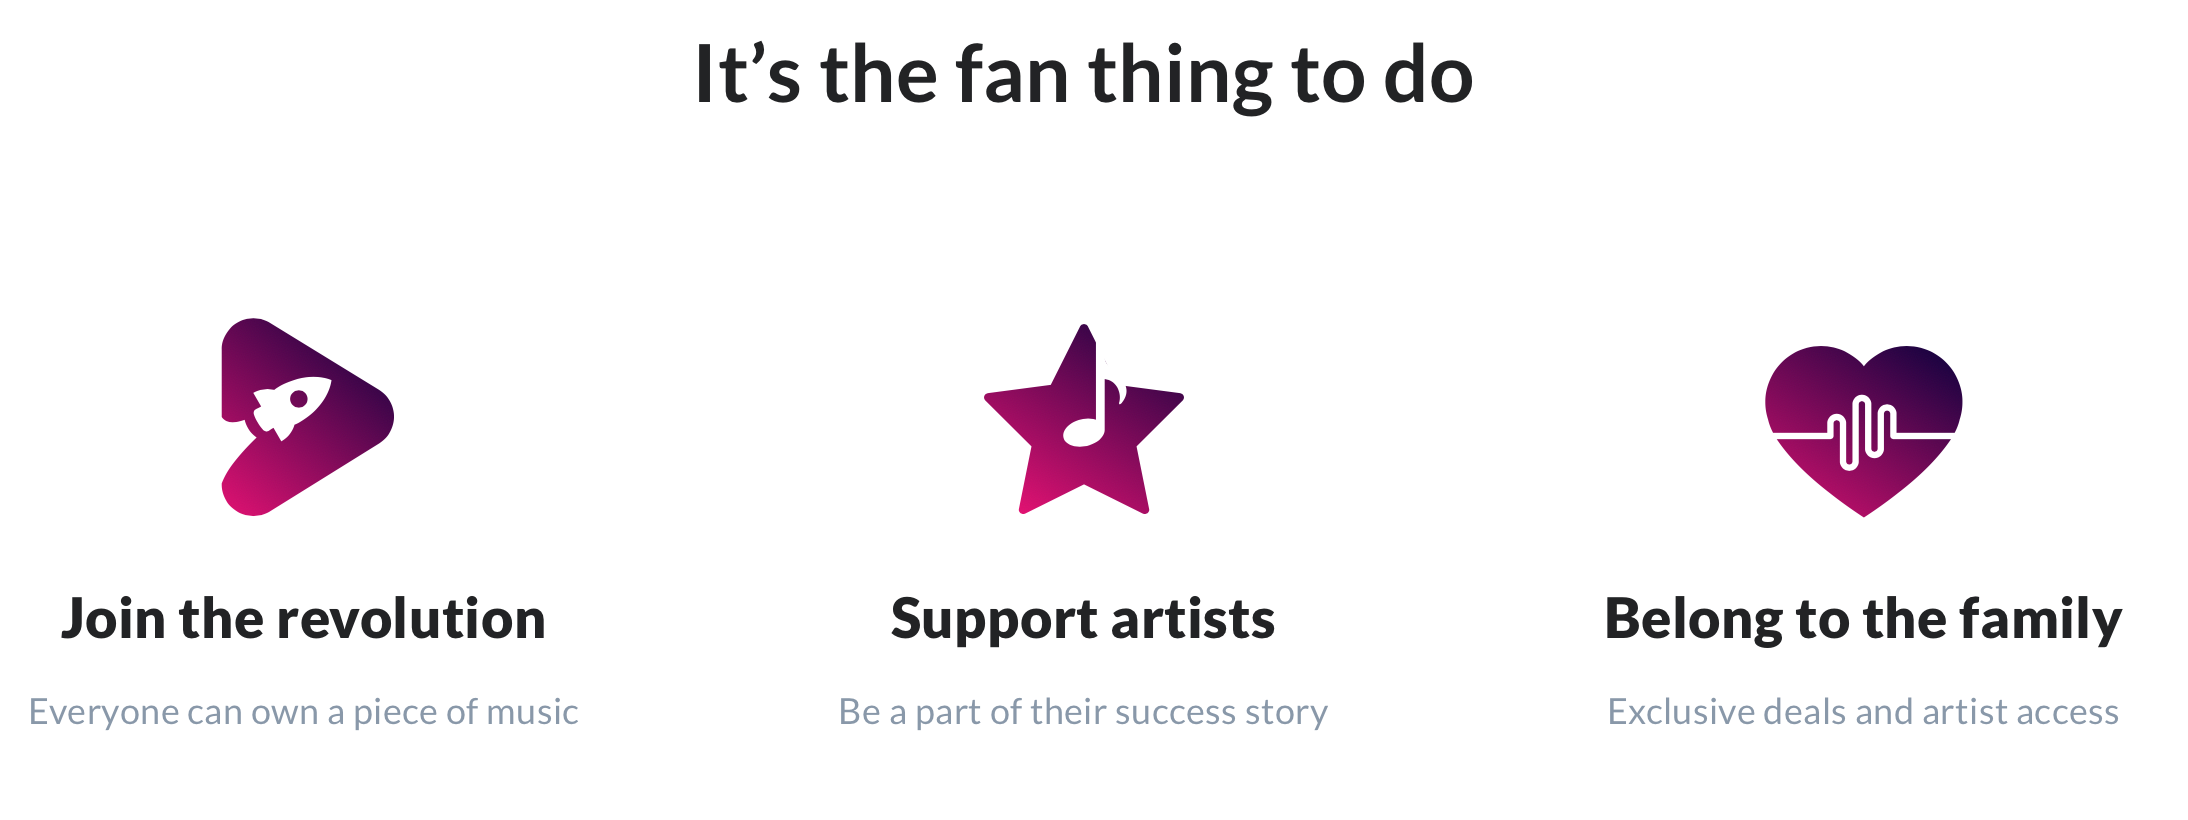 It’s the fan thing to do
Join the revolution
Everyone can own a piece of music
Support artists
Be a part of their success story
Belong to the family
Exclusive deals and artist access